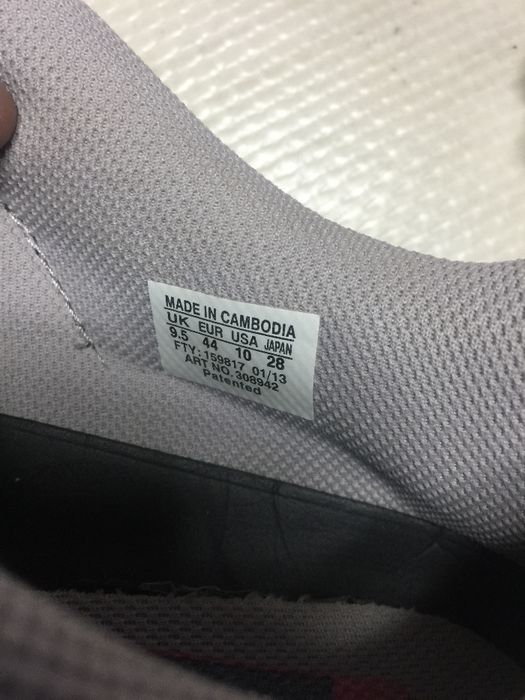 MADE IN CAMBODIA
UK EUR USA JAPAN
9.5 44 10 28
FTY: 159817 01/13
ART NO. 308942
Patented